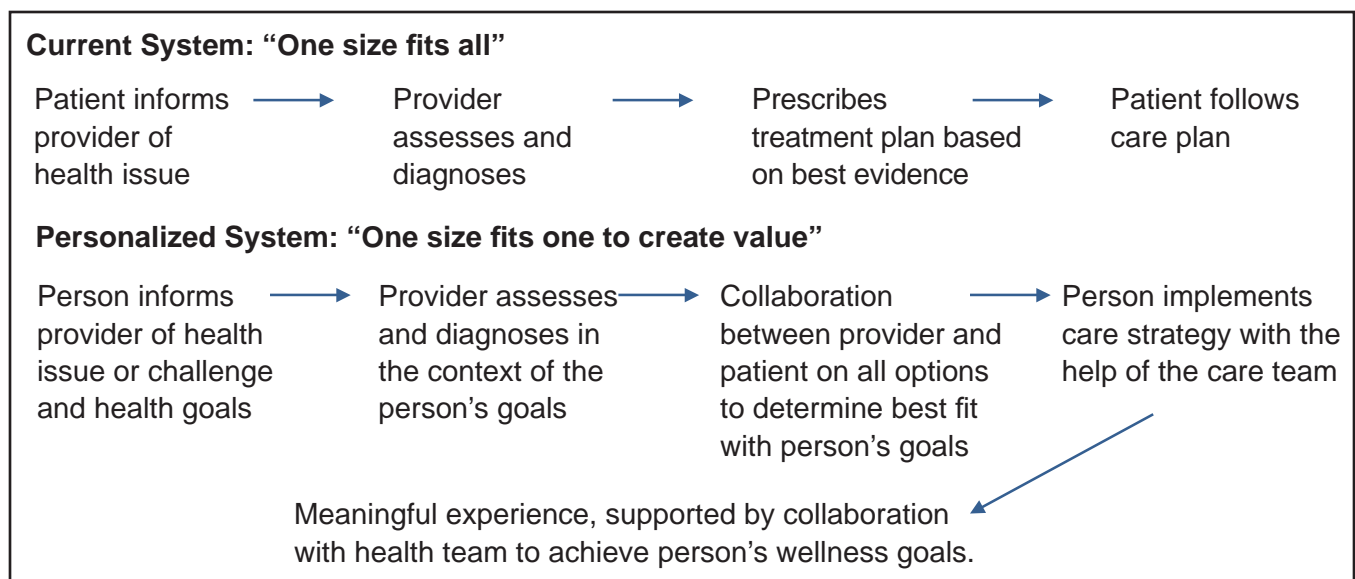 Current System: “One size fits all”
Patient informs
provider of
health issue
Provider
assesses and
diagnoses
Prescribes
treatment plan based
on best evidence
Patient follows
care plan
Personalized System: “One size fits one to create value”
Person informs
provider of health
issue or challenge
and health goals
Provider assesses
and diagnoses in
the context of the
person’s goals
Collaboration
between provider and
patient on all options
to determine best fit
with person’s goals
Person implements
care strategy with the
help of the care team
Meaningful experience, supported by collaboration
with health team to achieve person’s wellness goals.